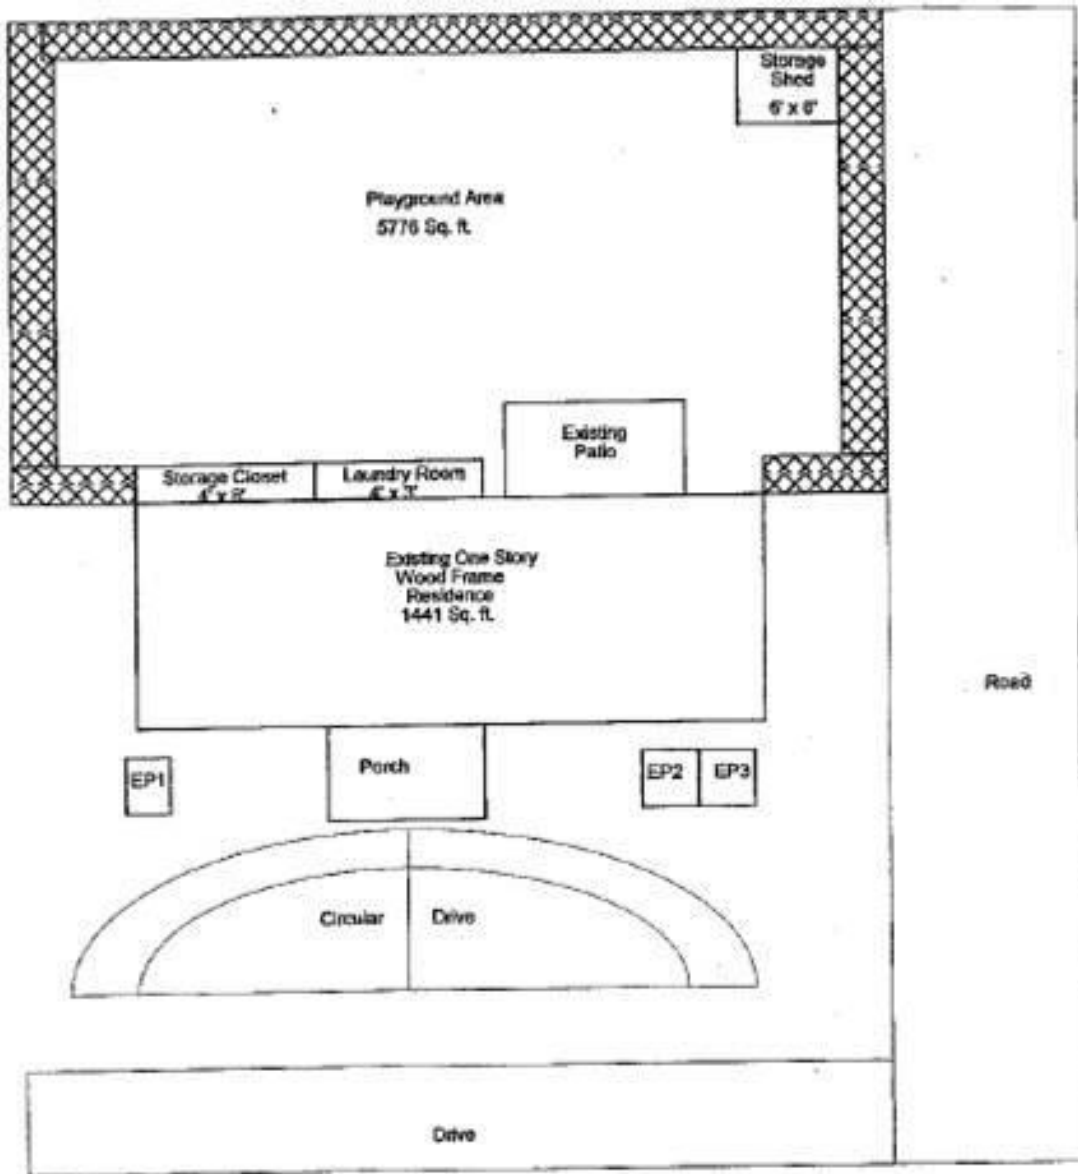 Storage
Shed
6' x 6'
Playground Area
5776 Sq. ft.
Existing
Patio
Storage Closet
Laundry Room
Existing One Story
Wood Frame
Residence
1441 Sq. ft.
Road
EP1
Porch
EP2
EP3
Circular
Drive
Drive